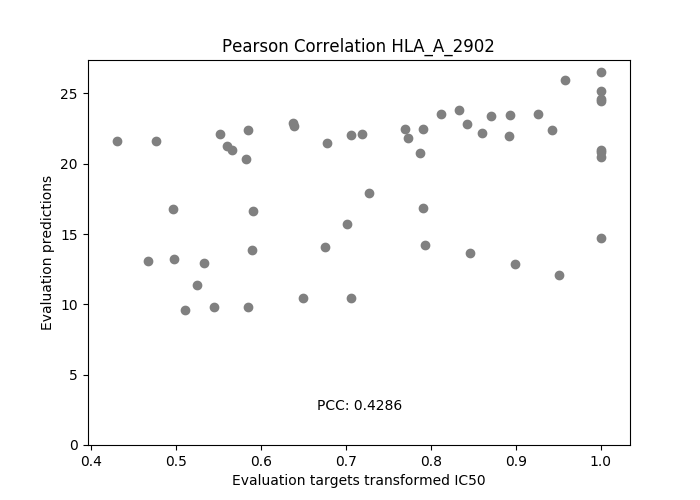 Pearson Correlation HLA_A_2902
Evaluation predictions
25
20
15
10
5
0
PCC: 0.4286
0.4 0.5 0.6 0.7 0.8 0.9 1.0
Evaluation targets transformed IC50